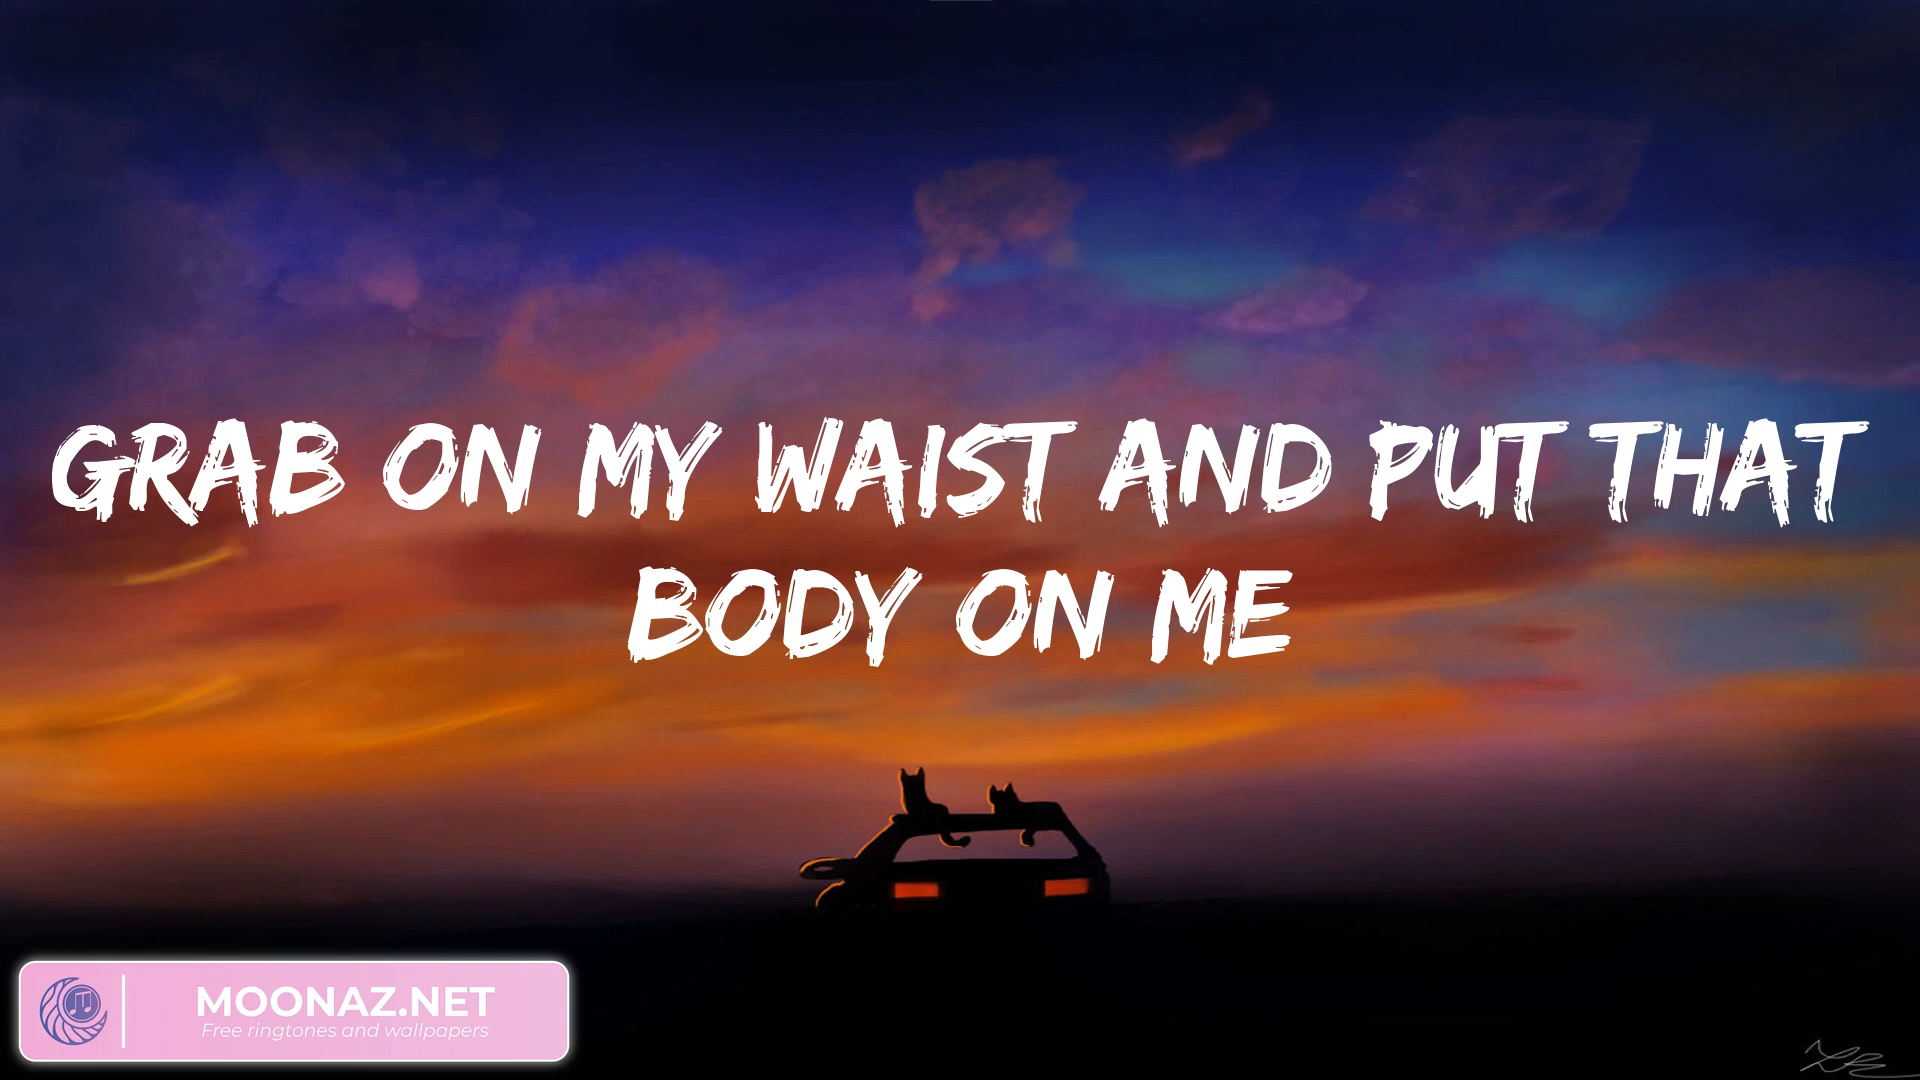 GRAB ON MY WAIST AND PUT THAT
BODY ON ME
MOONAZ.NET
Free ringtones and wallpapers